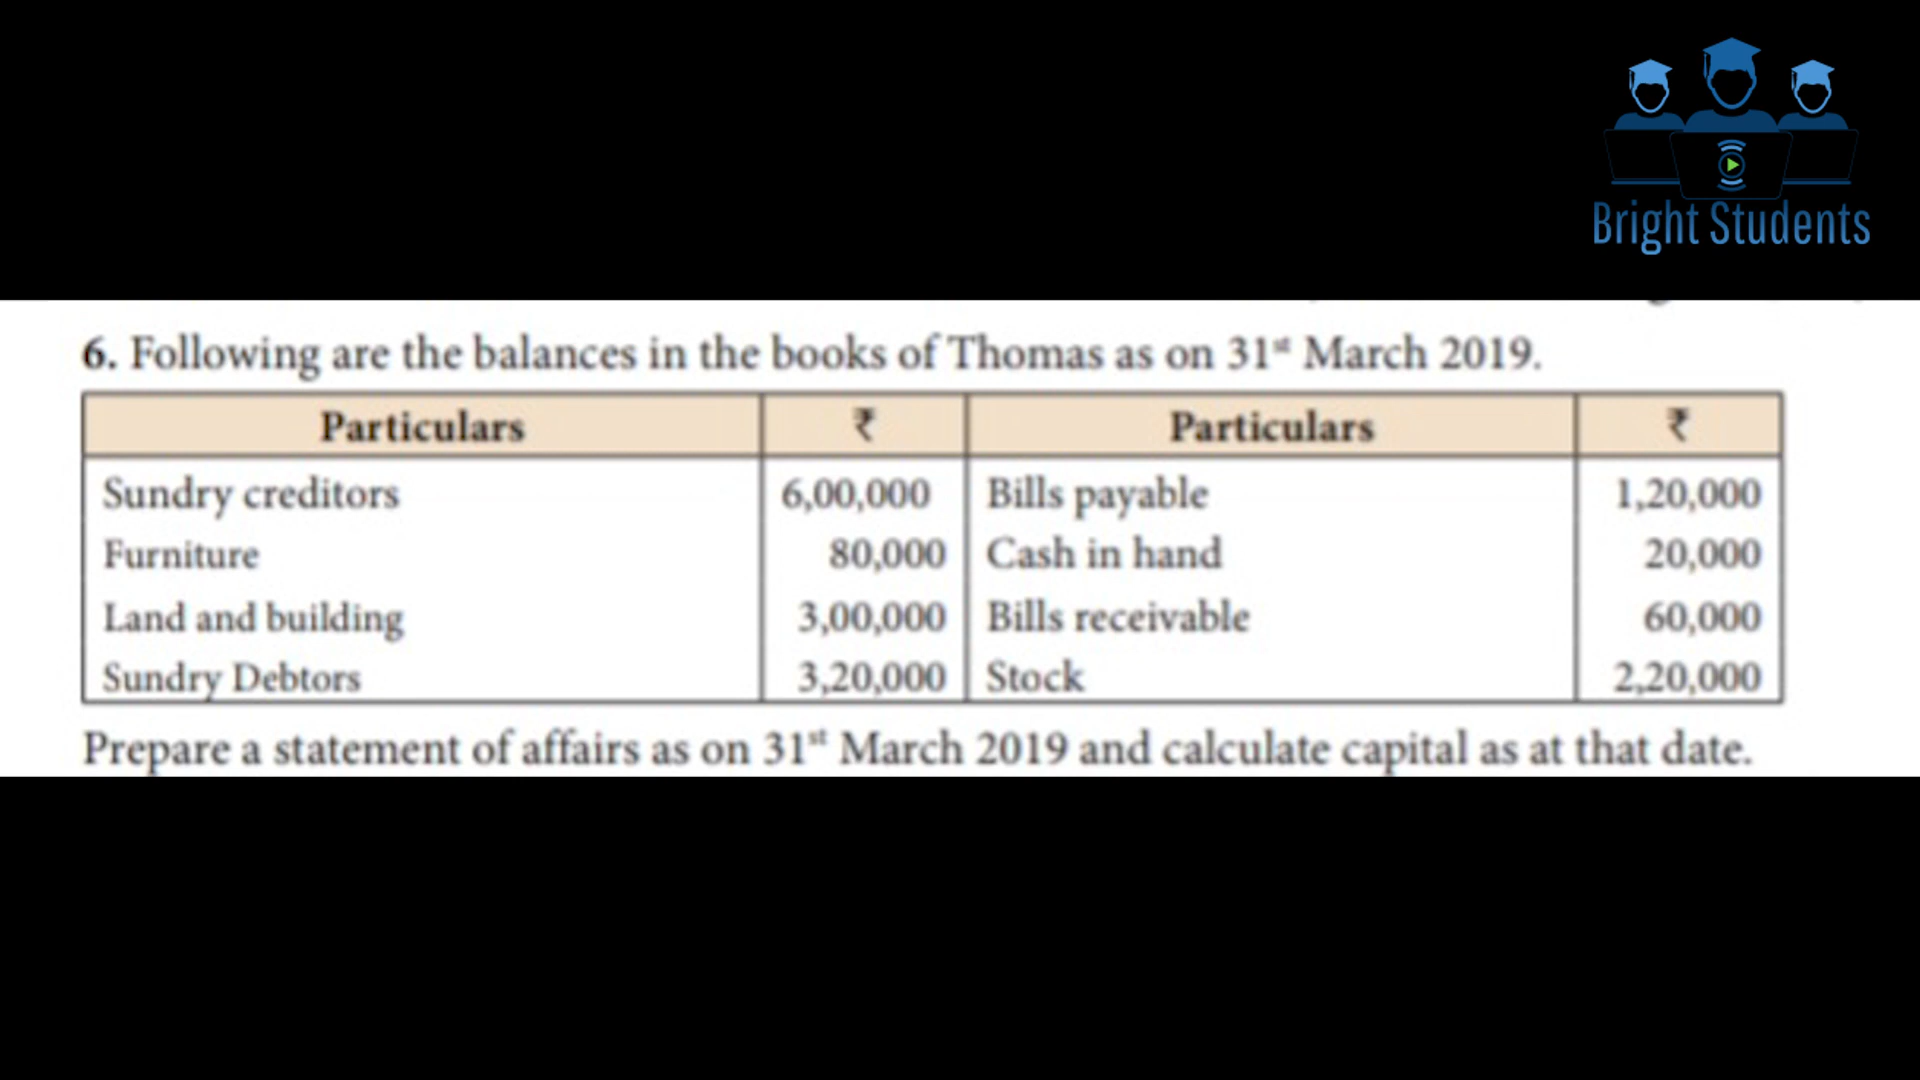 Bright Students
6. Following are the balances in the books of Thomas as on 31st March 2019.
Particulars ₹ Particulars ₹
Sundry creditors 6,00,000 Bills payable 1,20,000
Furniture 80,000 Cash in hand 20,000
Land and building 3,00,000 Bills receivable 60,000
Sundry Debtors 3,20,000 Stock 2,20,000
Prepare a statement of affairs as on 31st March 2019 and calculate capital as at that date.